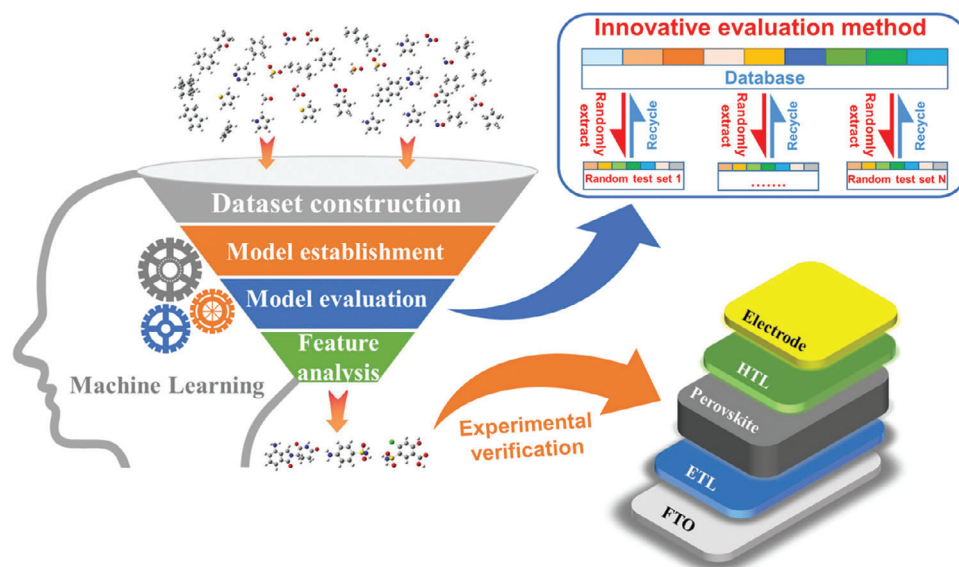 Innovative evaluation method
Database
Randomly
extract
Recycle
Randomly
extract
Recycle
Randomly
extract
Recycle
Random test set 1
.......
Random test set N
Dataset construction
Model establishment
Model evaluation
Feature
analysis
Machine Learning
Experimental
verification
Electrode
HTL
Perovskite
ETL
FTO